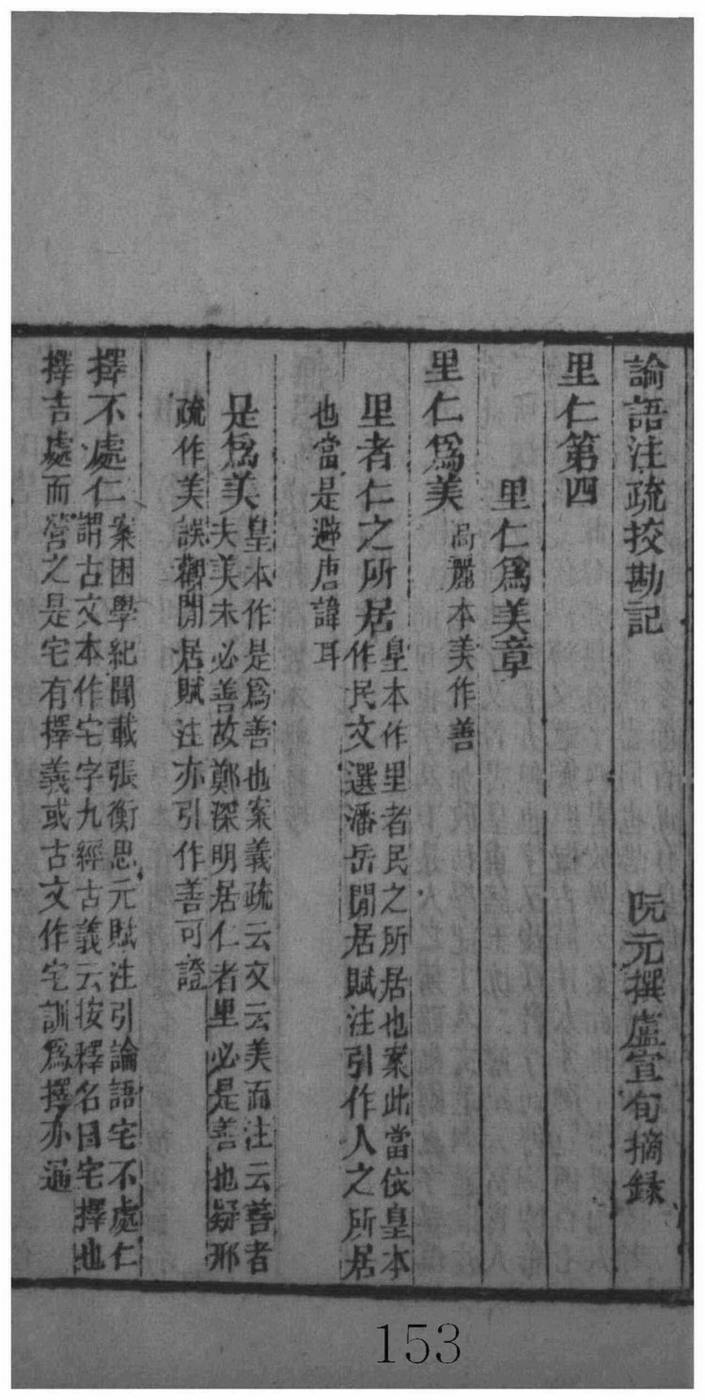 論語注疏挍勘記　阮元撰盧宣旬摘錄
里仁第四
里仁爲美章
里仁爲美 高麗本美作善
里者仁之所居 皇本作里者民之所居也案此當依皇本
作民文選潘岳閒居賦注引作人之所居
也當是避唐諱耳
是爲美 皇本作是爲善也案義疏云文云美而注云善者
夫美未必善故鄭深明居仁者里必是善也疑邢
疏作美誤觀閒居賦注亦引作善可證
擇不處仁 案困學紀聞載張衡思元賦注引論語宅不處仁
謂古文本作宅字九經古義云按釋名曰宅擇也
擇吉處而營之是宅有擇義或古文作宅訓爲擇亦通
153